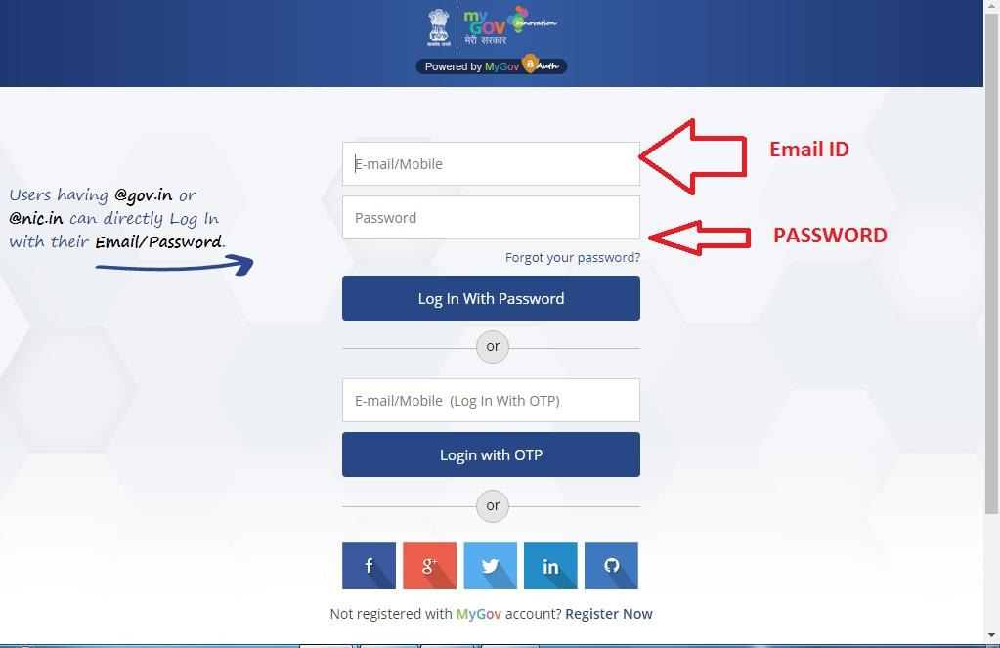 सत्यमेव जयते
my
GOV
Innovation
मेरी सरकार
Powered by MyGov Auth
E-mail/Mobile
Email ID
Users having @gov.in or
@nic.in can directly Log In
with their Email/Password.
Password
PASSWORD
Forgot your password?
Log In With Password
or
E-mail/Mobile (Log In With OTP)
Login with OTP
or
f
g+
in
Not registered with MyGov account? Register Now